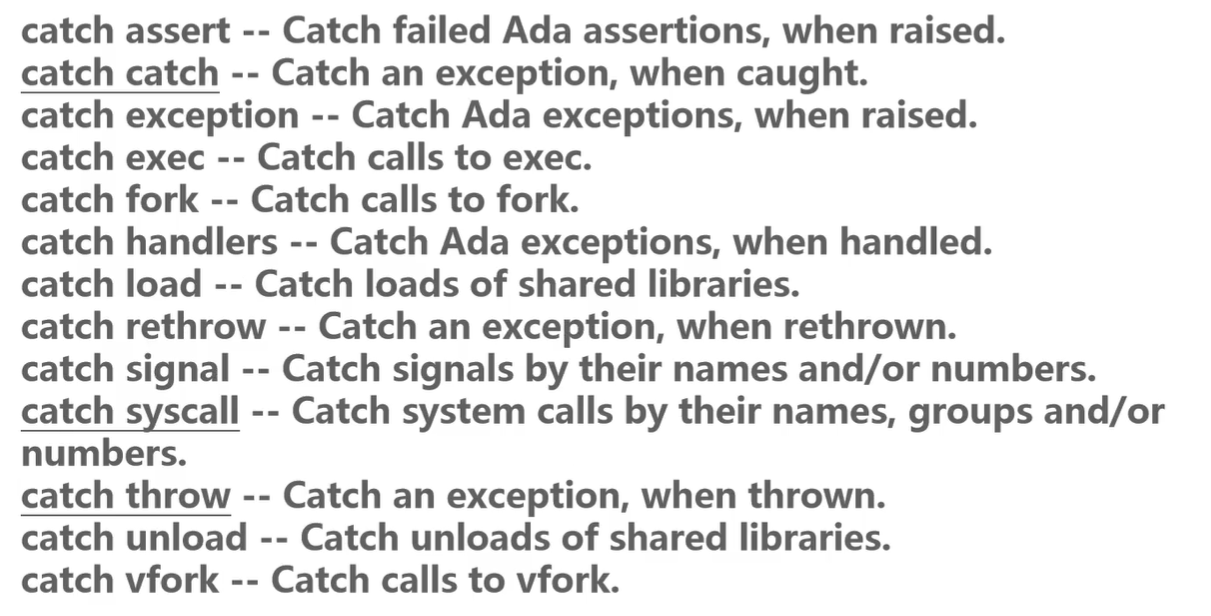 catch assert -- Catch failed Ada assertions, when raised.
catch catch -- Catch an exception, when caught.
catch exception -- Catch Ada exceptions, when raised.
catch exec -- Catch calls to exec.
catch fork -- Catch calls to fork.
catch handlers -- Catch Ada exceptions, when handled.
catch load -- Catch loads of shared libraries.
catch rethrow -- Catch an exception, when rethrown.
catch signal -- Catch signals by their names and/or numbers.
catch syscall -- Catch system calls by their names, groups and/or
numbers.
catch throw -- Catch an exception, when thrown.
catch unload -- Catch unloads of shared libraries.
catch vfork -- Catch calls to vfork.